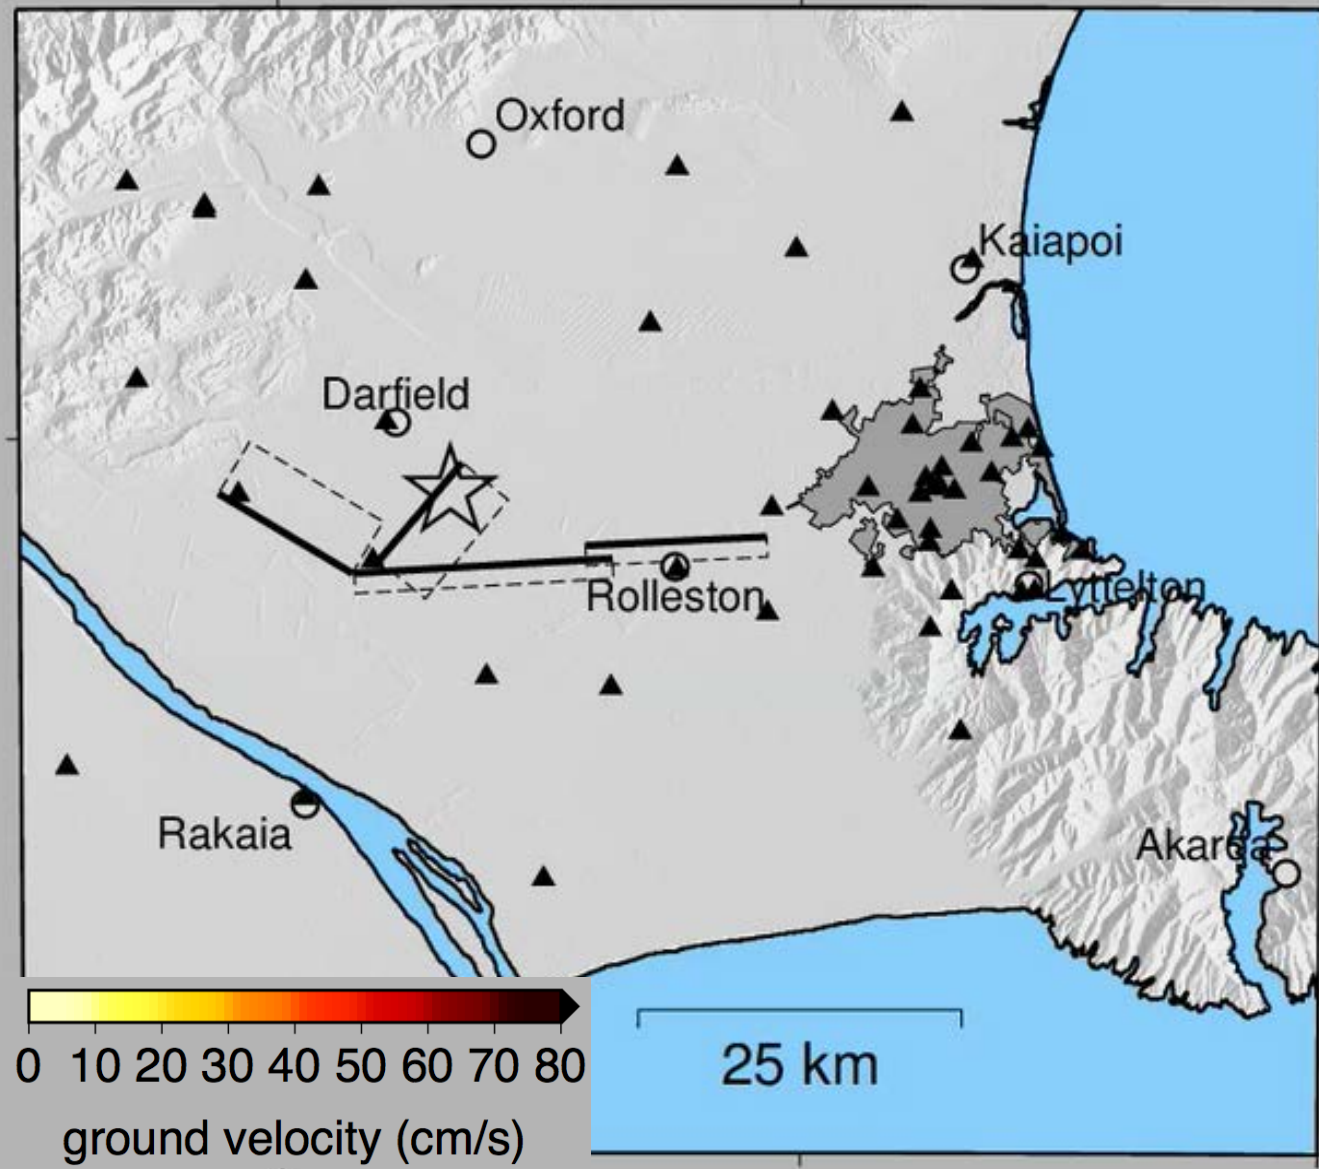 Oxford
Kaiapoi
Darfield
Rolleston
Lyttelton
Rakaia
Akaroa
0 10 20 30 40 50 60 70 80
ground velocity (cm/s)
25 km